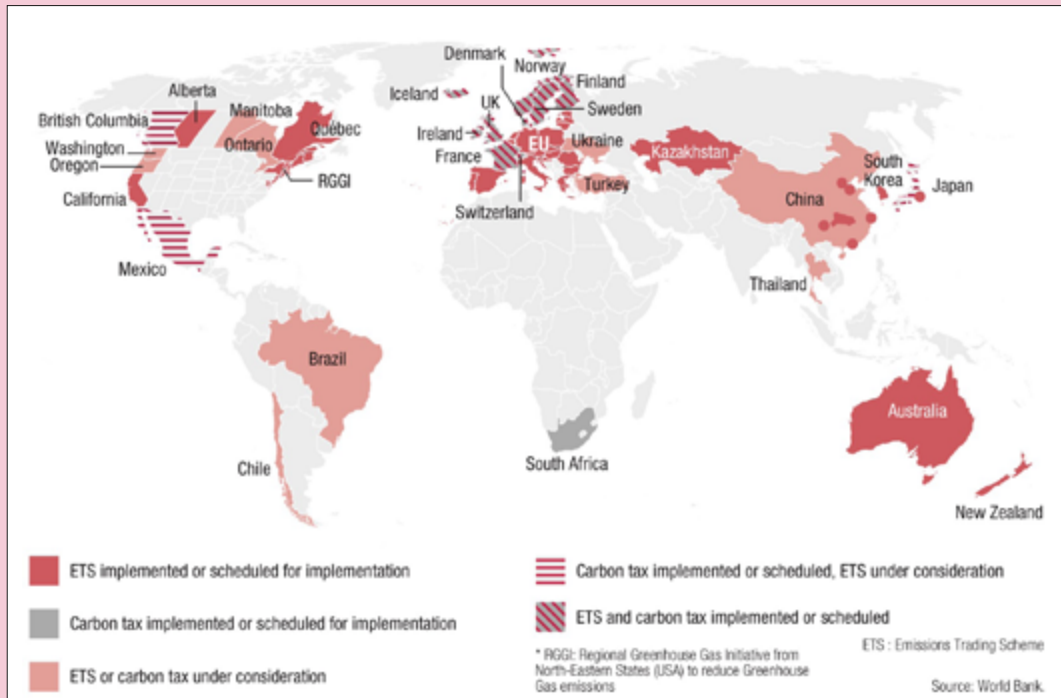 Denmark
Norway
Finland
Iceland
Sweden
UK
Ireland
EU
Ukraine
France
Turkey
Switzerland
Alberta
British Columbia
Manitoba
Québec
Washington
Ontario
Oregon
RGGI
California
Mexico
Kazakhstan
South
Korea
Japan
China
Thailand
Brazil
Chile
South Africa
Australia
New Zealand
ETS implemented or scheduled for implementation
Carbon tax implemented or scheduled for implementation
ETS or carbon tax under consideration
Carbon tax implemented or scheduled, ETS under consideration
ETS and carbon tax implemented or scheduled
* RGGI: Regional Greenhouse Gas Initiative from
North-Eastern States (USA) to reduce Greenhouse
Gas emissions
ETS : Emissions Trading Scheme
Source: World Bank.